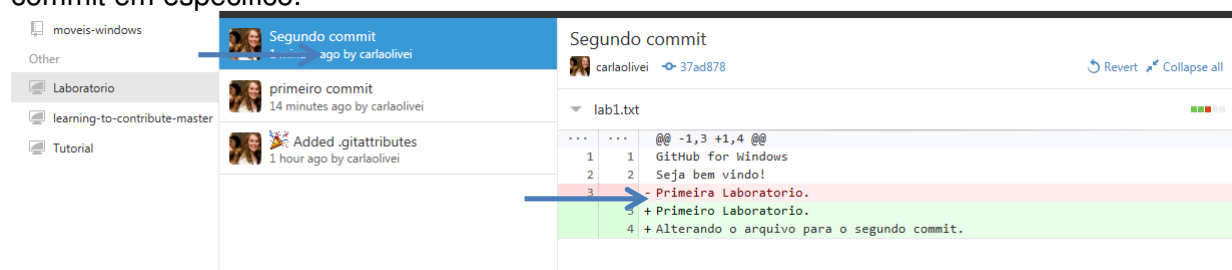 commit em específico.
moveis-windows
Other
Laboratorio
learning-to-contribute-master
Tutorial
Segundo commit
ago by carlaolivei
primeiro commit
14 minutes ago by carlaolivei
Added .gitattributes
1 hour ago by carlaolivei
Segundo commit
carlaolivei 37ad878
Revert Collapse all
lab1.txt
... ... @@ -1,3 +1,4 @@
1 1 GitHub for Windows
2 2 Seja bem vindo!
3 - Primeira Laboratorio.
3 + Primeiro Laboratorio.
4 + Alterando o arquivo para o segundo commit.